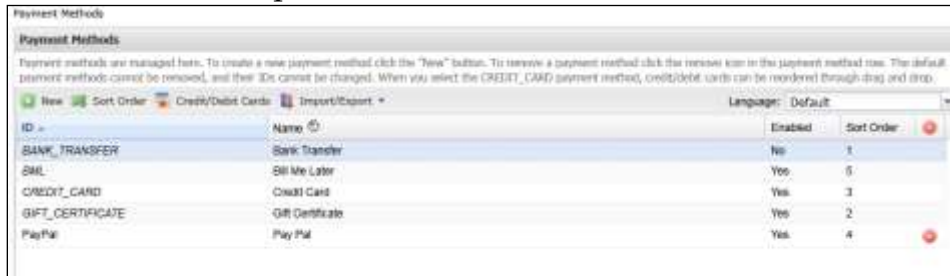 Payment Methods
Payment Methods
Payment methods are managed here. To create a new payment method click the "New" button. To remove a payment method click the remove icon in the payment method row. The default
payment methods cannot be removed, and their IDs cannot be changed. When you select the CREDIT_CARD payment method, credit/debit cards can be reordered through drag and drop.
New Sort Order Credit/Debit Cards Import/Export Language: Default
ID Name Enabled Sort Order
BANK_TRANSFER Bank Transfer No 1
BML Bill Me Later Yes 5
CREDIT_CARD Credit Card Yes 3
GIFT_CERTIFICATE Gift Certificate Yes 2
PayPal Pay Pal Yes 4